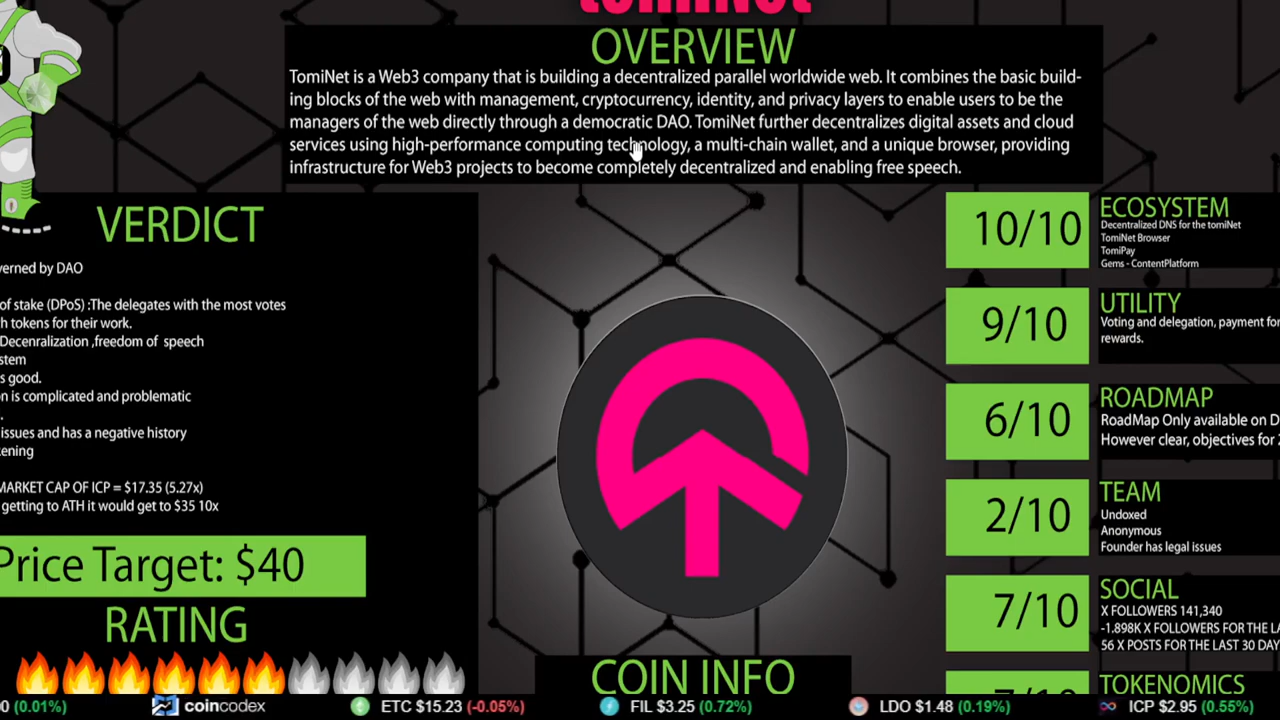 tomiNet
OVERVIEW
TomiNet is a Web3 company that is building a decentralized parallel worldwide web. It combines the basic build-
ing blocks of the web with management, cryptocurrency, identity, and privacy layers to enable users to be the
managers of the web directly through a democratic DAO. TomiNet further decentralizes digital assets and cloud
services using high-performance computing technology, a multi-chain wallet, and a unique browser, providing
infrastructure for Web3 projects to become completely decentralized and enabling free speech.
VERDICT
verned by DAO
of stake (DPoS) :The delegates with the most votes
h tokens for their work.
Decenralization ,freedom of speech
stem
s good.
n is complicated and problematic
.
issues and has a negative history
ening
MARKET CAP OF ICP = $17.35 (5.27x)
getting to ATH it would get to $35 10x
Price Target: $40
RATING
COIN INFO
10/10
ECOSYSTEM
Decentralized DNS for the tomiNet
TomiNet Browser
TomiPay
Gems - ContentPlatform
9/10
UTILITY
Voting and delegation, payment for
rewards.
6/10
ROADMAP
RoadMap Only available on D
However clear, objectives for 2
2/10
TEAM
Undoxed
Anonymous
Founder has legal issues
7/10
SOCIAL
X FOLLOWERS 141,340
-1.898K X FOLLOWERS FOR THE LA
56 X POSTS FOR THE LAST 30 DAY
7/10
TOKENOMICS
0 (0.01%) coincodex ETC $15.23 (-0.05%) FIL $3.25 (0.72%) LDO $1.48 (0.19%) ICP $2.95 (0.55%)